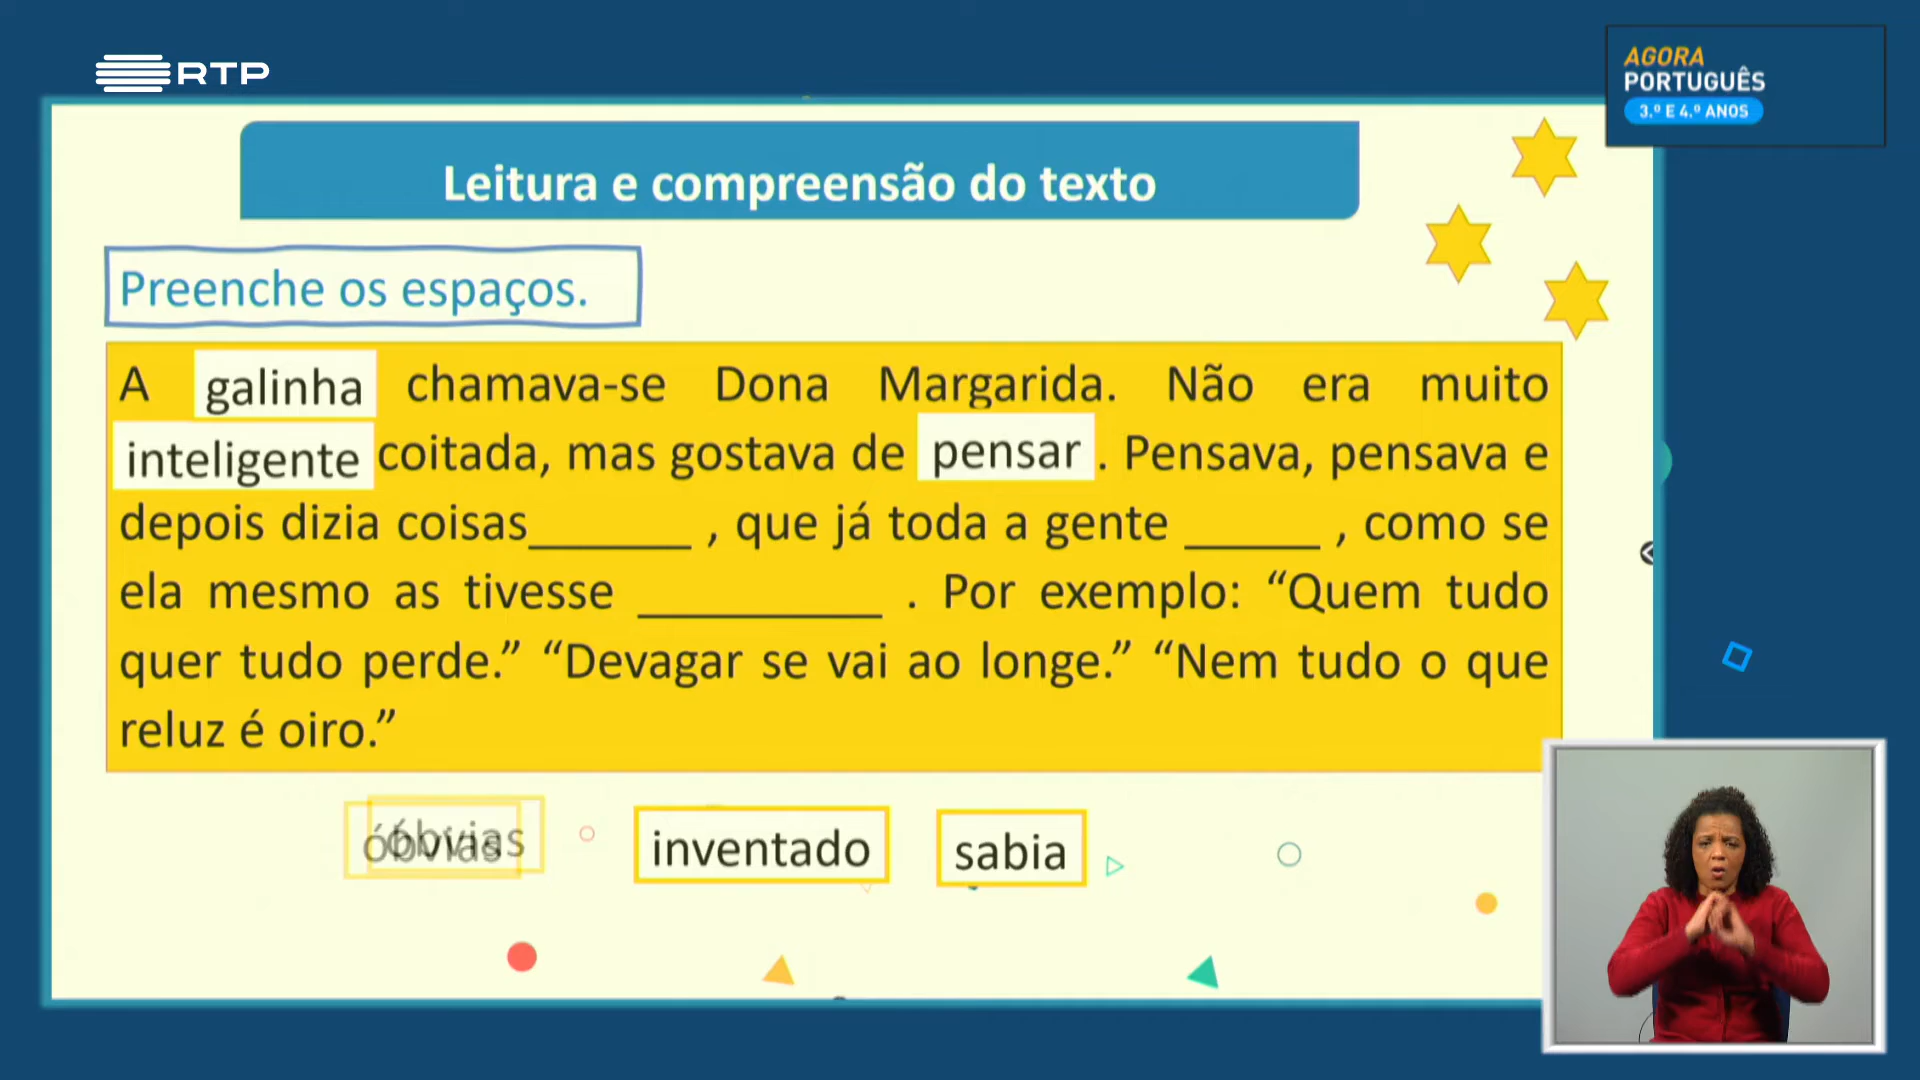 RTP
AGORA
PORTUGUÊS
3.º E 4.º ANOS
Leitura e compreensão do texto
Preenche os espaços.
A galinha chamava-se Dona Margarida. Não era muito
inteligente coitada, mas gostava de pensar . Pensava, pensava e
depois dizia coisas______ , que já toda a gente _____ , como se
ela mesmo as tivesse _________ . Por exemplo: “Quem tudo
quer tudo perde.” “Devagar se vai ao longe.” “Nem tudo o que
reluz é oiro.”
óbvias inventado sabia